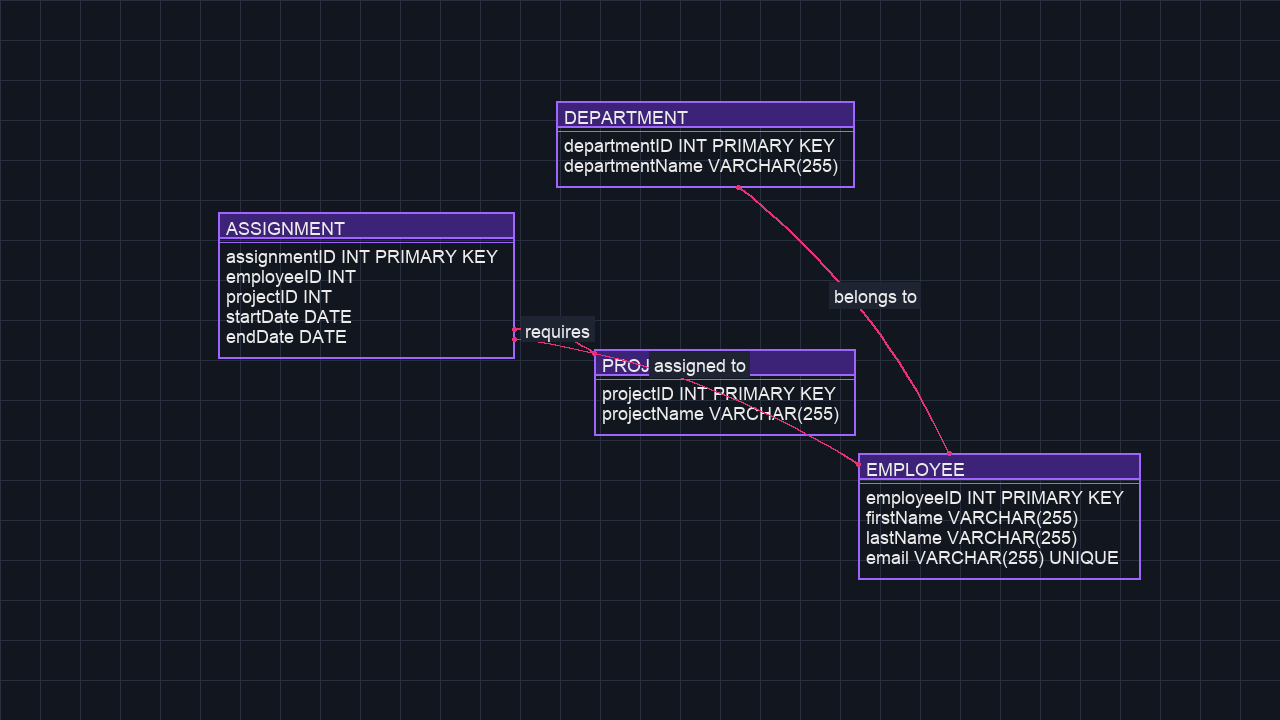 DEPARTMENT
departmentID INT PRIMARY KEY
departmentName VARCHAR(255)
ASSIGNMENT
assignmentID INT PRIMARY KEY
employeeID INT
projectID INT
startDate DATE
endDate DATE
belongs to
requires
PROJ
assigned to
projectID INT PRIMARY KEY
projectName VARCHAR(255)
EMPLOYEE
employeeID INT PRIMARY KEY
firstName VARCHAR(255)
lastName VARCHAR(255)
email VARCHAR(255) UNIQUE